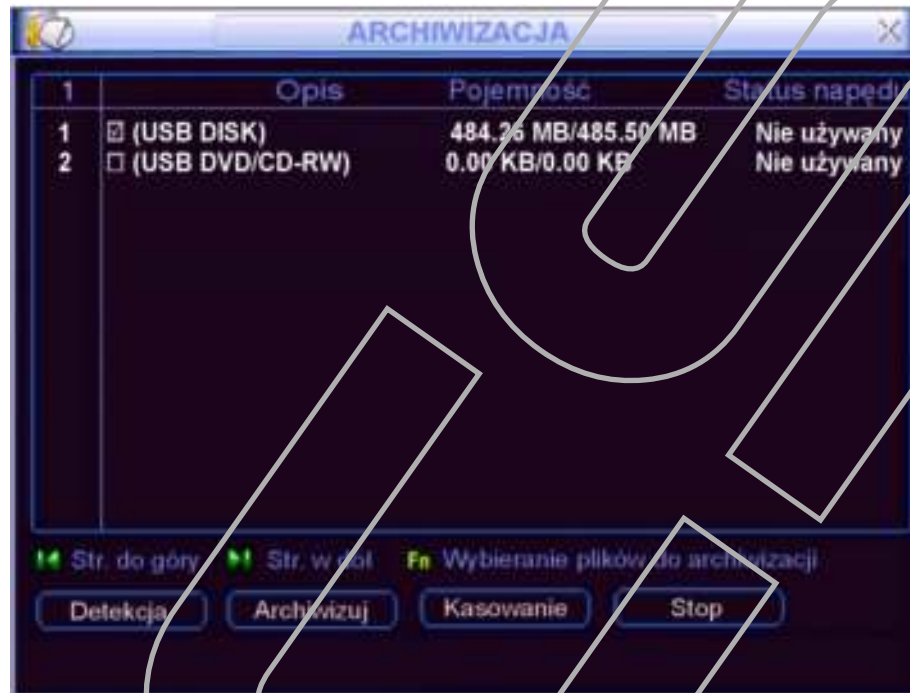 ARCHIWIZACJA
1 Opis Pojemność Status napędu
1 ☑ (USB DISK) 484.26 MB/485.50 MB Nie używany
2 ☐ (USB DVD/CD-RW) 0.00 KB/0.00 KB Nie używany
Str. do góry Str. w dół Fn Wybieranie plików do archiwizacji
Detekcja Archiwizuj Kasowanie Stop